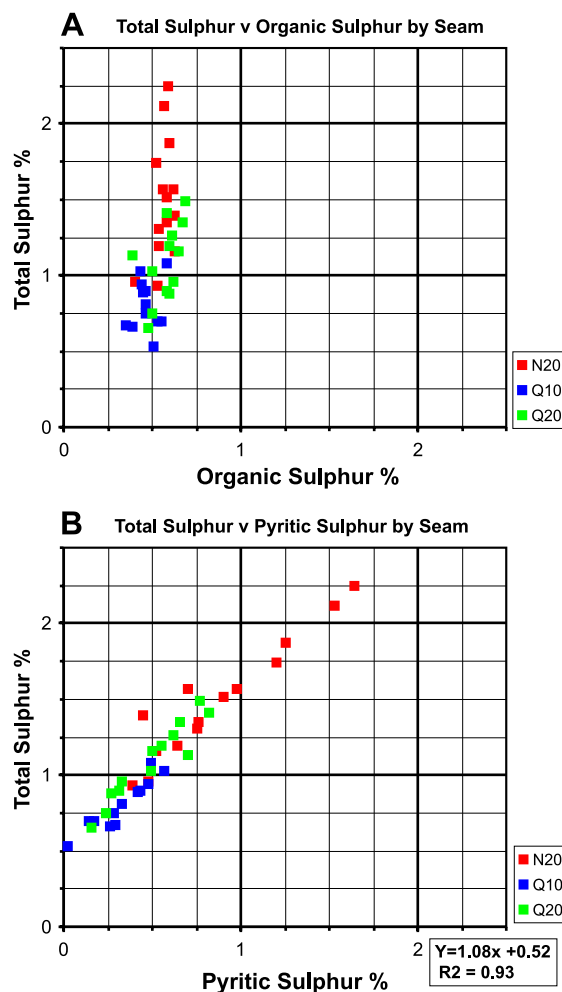 A Total Sulphur v Organic Sulphur by Seam
Total Sulphur %
2
1
0
0 1 2
Organic Sulphur %
N20
Q10
Q20
B Total Sulphur v Pyritic Sulphur by Seam
Total Sulphur %
2
1
0
0 1 2
Pyritic Sulphur %
N20
Q10
Q20
Y=1.08x +0.52
R2 = 0.93